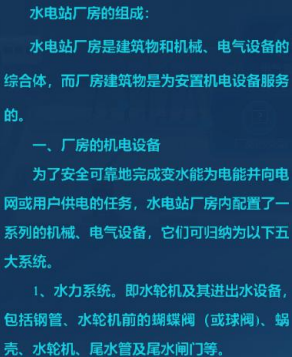 水电站厂房的组成：
水电站厂房是建筑物和机械、电气设备的
综合体，而厂房建筑物是为安置机电设备服务
的。
一、厂房的机电设备
为了安全可靠地完成变水能为电能并向电
网或用户供电的任务，水电站厂房内配置了一
系列的机械、电气设备，它们可归纳为以下五
大系统。
1、水力系统。即水轮机及其进出水设备，
包括钢管、水轮机前的蝴蝶阀（或球阀)、蜗
壳、水轮机、尾水管及尾水闸门等。